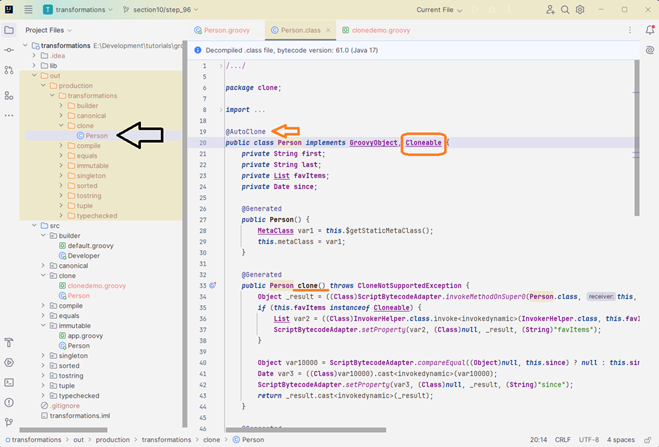 transformations
section10/step_96
Current File
Project Files
Person.groovy
Person.class
clonedemo.groovy
transformations E:\Development\tutorials\gro
.idea
lib
out
production
transformations
builder
canonical
clone
Person
compile
equals
immutable
singleton
sorted
tostring
tuple
typechecked
src
builder
default.groovy
Developer
canonical
clone
clonedemo.groovy
Person
compile
equals
immutable
app.groovy
Person
singleton
sorted
tostring
tuple
typechecked
.gitignore
transformations.iml
Decompiled .class file, bytecode version: 61.0 (Java 17)
1 /.../
5
6 package clone;
7
8 import ...
18
19 @AutoClone
20 public class Person implements GroovyObject, Cloneable {
21 private String first;
22 private String last;
23 private List favItems;
24 private Date since;
25
26 @Generated
27 public Person() {
28 MetaClass var1 = this.$getStaticMetaClass();
29 this.metaClass = var1;
30 }
31
32 @Generated
33 public Person clone() throws CloneNotSupportedException {
34 Object _result = ((Class)ScriptBytecodeAdapter.invokeMethodOnSuper0(Person.class, receiver: this,
35 if (this.favItems instanceof Cloneable) {
36 List var2 = ((Class)InvokerHelper.class.invoke<invokedynamic>(InvokerHelper.class, this.favI
37 ScriptBytecodeAdapter.setProperty(var2, (Class)null, _result, (String)"favItems");
38 }
39
40 Object var10000 = ScriptBytecodeAdapter.compareEqual((Object)null, this.since) ? null : this.sin
41 Date var3 = ((Class)var10000).cast<invokedynamic>(var10000);
42 ScriptBytecodeAdapter.setProperty(var3, (Class)null, _result, (String)"since");
43 return _result.cast<invokedynamic>(_result);
44 }
45
46 @Generated
transformations > out > production > transformations > clone > Person
20:14 CRLF UTF-8 4 spaces